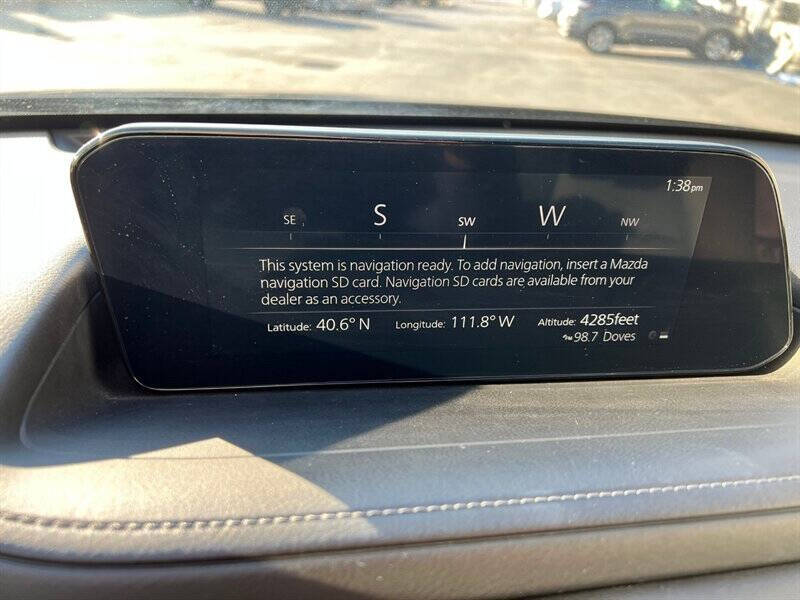 1:38pm
SE S SW W NW
This system is navigation ready. To add navigation, insert a Mazda
navigation SD card. Navigation SD cards are available from your
dealer as an accessory.
Latitude: 40.6° N Longitude: 111.8° W Altitude: 4285feet
98.7 Doves